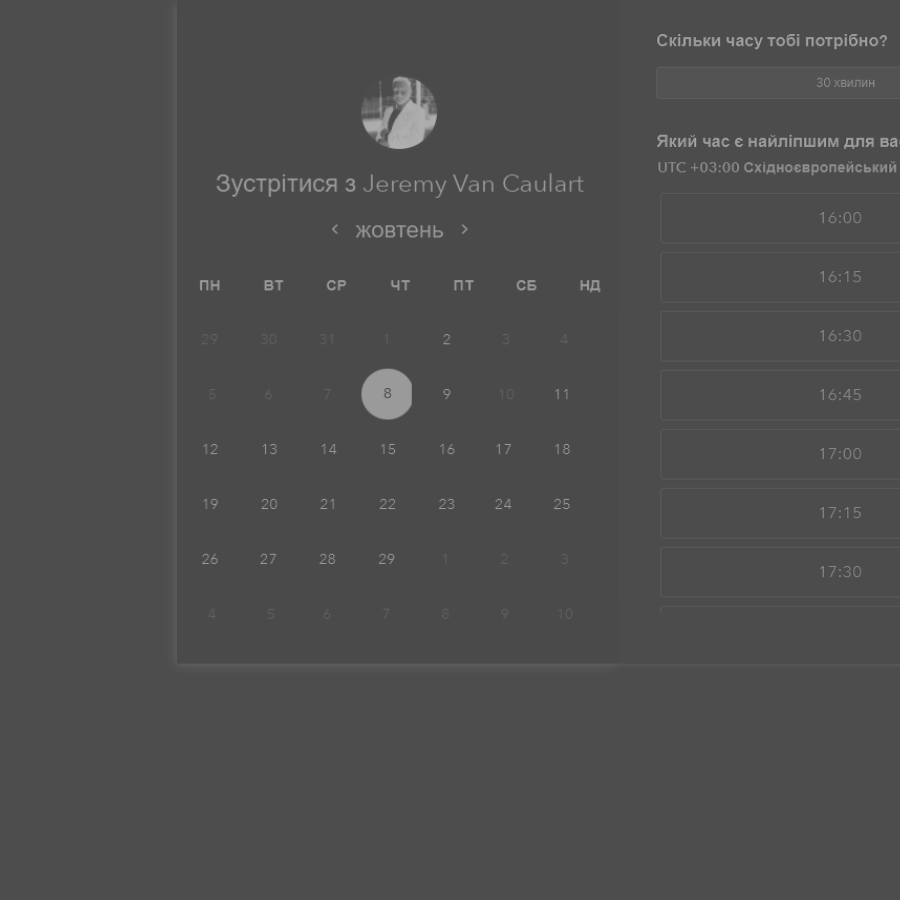 Зустрітися з Jeremy Van Caulart
‹ жовтень ›
ПН ВТ СР ЧТ ПТ СБ НД
29 30 31 1 2 3 4
5 6 7 8 9 10 11
12 13 14 15 16 17 18
19 20 21 22 23 24 25
26 27 28 29 1 2 3
4 5 6 7 8 9 10
Скільки часу тобі потрібно?
30 хвилин
Який час є найліпшим для ва
UTC +03:00 Східноєвропейський
16:00
16:15
16:30
16:45
17:00
17:15
17:30